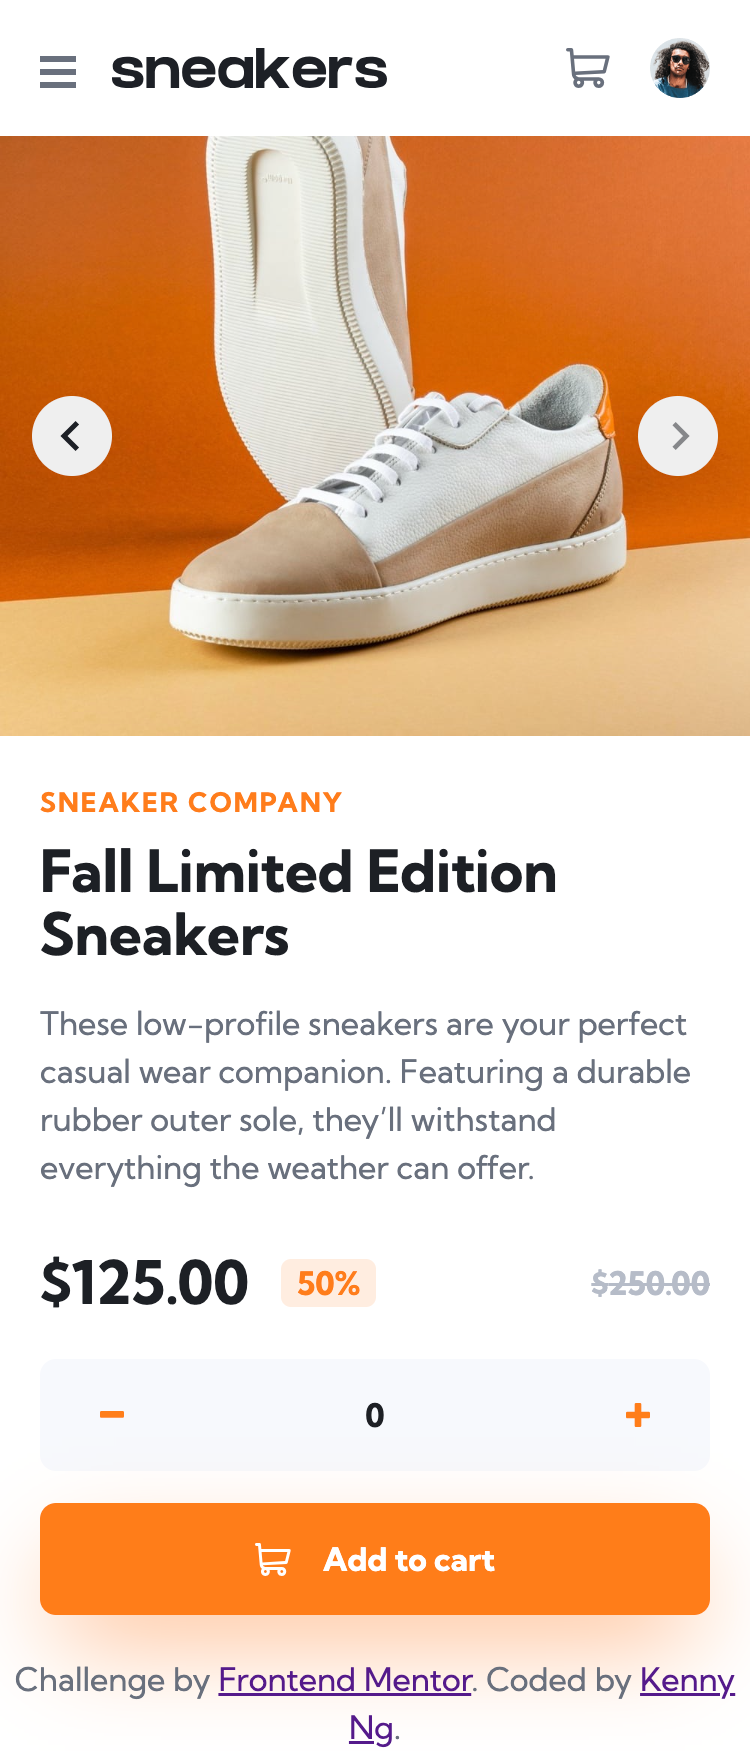 sneakers
SNEAKER COMPANY
Fall Limited Edition
Sneakers
These low-profile sneakers are your perfect
casual wear companion. Featuring a durable
rubber outer sole, they’ll withstand
everything the weather can offer.
$125.00 50% $250.00
− 0 +
Add to cart
Challenge by Frontend Mentor. Coded by Kenny
Ng.